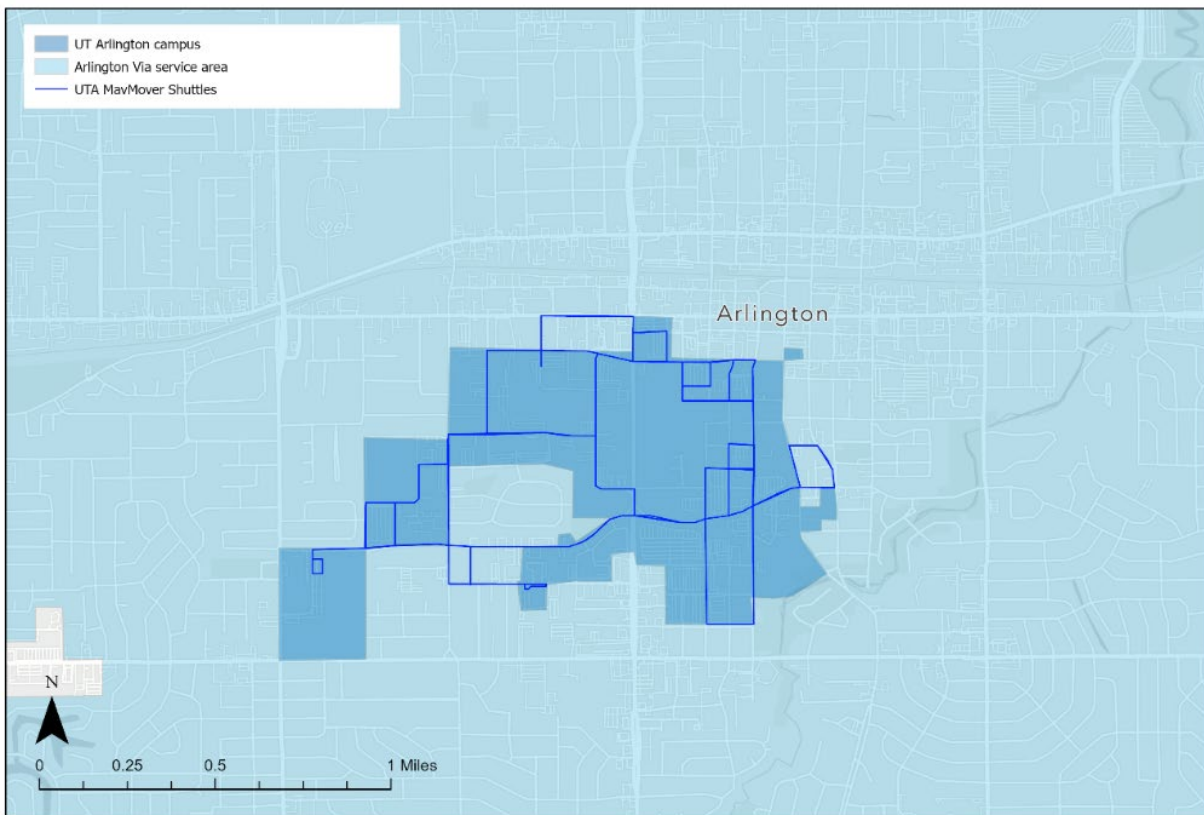 UT Arlington campus
Arlington Via service area
UTA MavMover Shuttles
Arlington
N
0 0.25 0.5 1 Miles